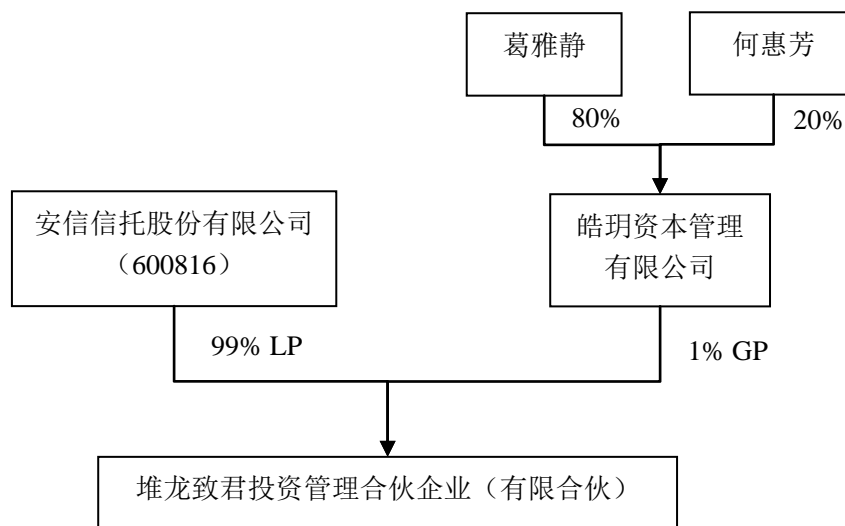 葛雅静
何惠芳
80%
20%
安信信托股份有限公司
（600816）
皓玥资本管理
有限公司
99% LP
1% GP
堆龙致君投资管理合伙企业（有限合伙）